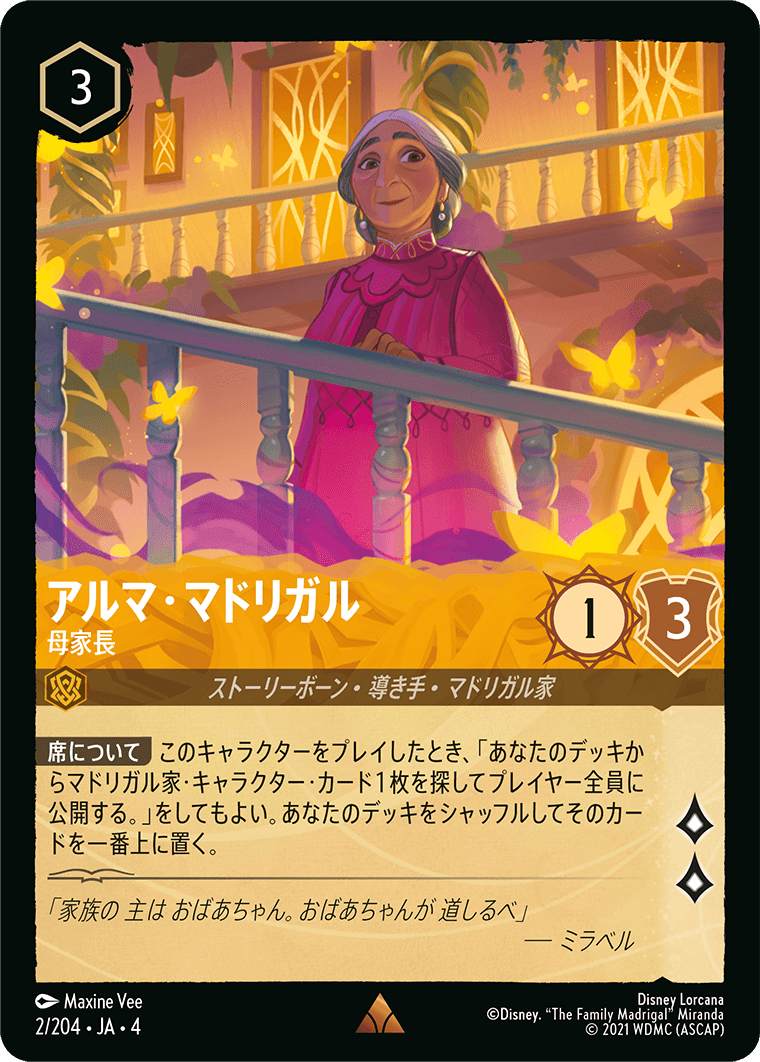 3
アルマ・マドリガル
母家長
1
3
ストーリーボーン・導き手・マドリガル家
席について このキャラクターをプレイしたとき、「あなたのデッキか
らマドリガル家・キャラクター・カード1枚を探してプレイヤー全員に
公開する。」をしてもよい。あなたのデッキをシャッフルしてそのカー
ドを一番上に置く。
「家族の 主は おばあちゃん。おばあちゃんが 道しるべ」
— ミラベル
Maxine Vee
2/204・JA・4
Disney Lorcana
©Disney. "The Family Madrigal" Miranda
© 2021 WDMC (ASCAP)